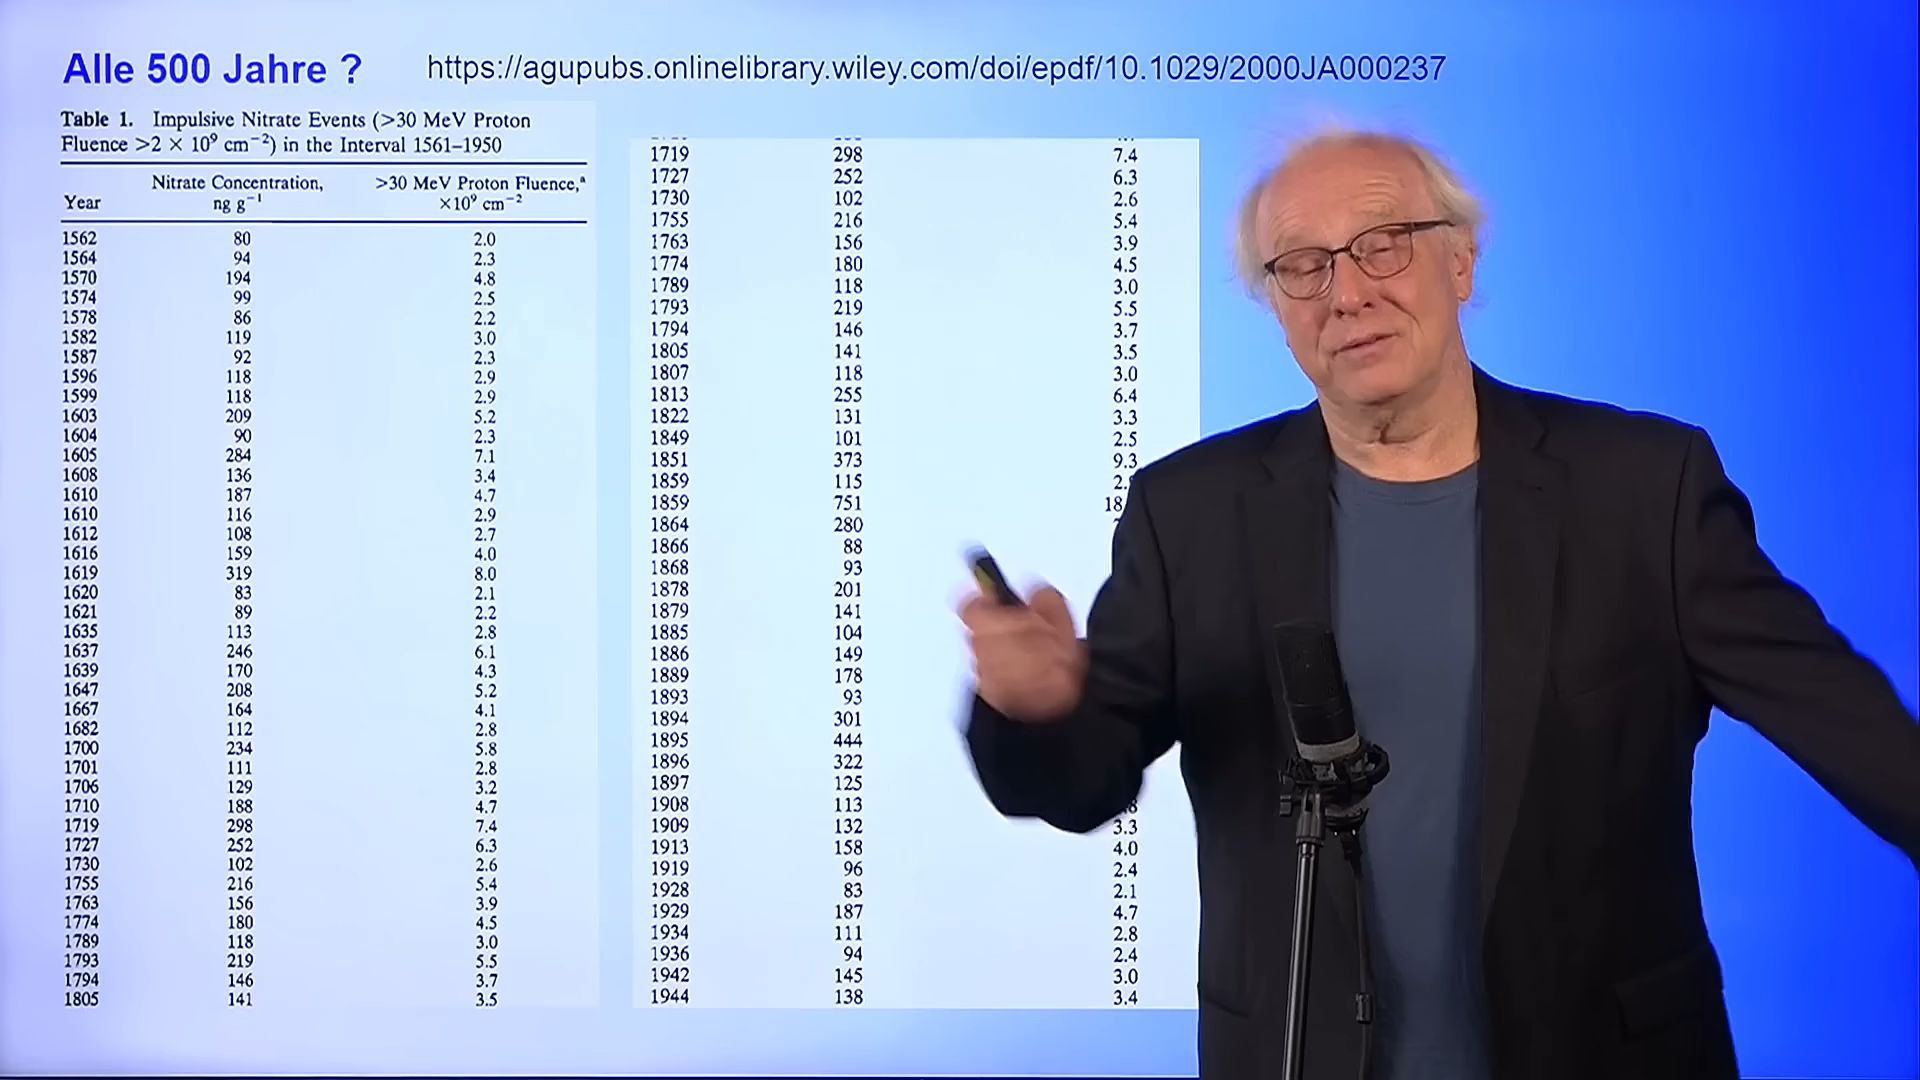 Alle 500 Jahre ?
https://agupubs.onlinelibrary.wiley.com/doi/epdf/10.1029/2000JA000237
Table 1. Impulsive Nitrate Events (>30 MeV Proton
Fluence >2 × 10⁹ cm⁻²) in the Interval 1561–1950
Nitrate Concentration, >30 MeV Proton Fluence,ª
Year ng g⁻¹ ×10⁹ cm⁻²
1562 80 2.0
1564 94 2.3
1570 194 4.8
1574 99 2.5
1578 86 2.2
1582 119 3.0
1587 92 2.3
1596 118 2.9
1599 118 2.9
1603 209 5.2
1604 90 2.3
1605 284 7.1
1608 136 3.4
1610 187 4.7
1610 116 2.9
1612 108 2.7
1616 159 4.0
1619 319 8.0
1620 83 2.1
1621 89 2.2
1635 113 2.8
1637 246 6.1
1639 170 4.3
1647 208 5.2
1667 164 4.1
1682 112 2.8
1700 234 5.8
1701 111 2.8
1706 129 3.2
1710 188 4.7
1719 298 7.4
1727 252 6.3
1730 102 2.6
1755 216 5.4
1763 156 3.9
1774 180 4.5
1789 118 3.0
1793 219 5.5
1794 146 3.7
1805 141 3.5
1719 298 7.4
1727 252 6.3
1730 102 2.6
1755 216 5.4
1763 156 3.9
1774 180 4.5
1789 118 3.0
1793 219 5.5
1794 146 3.7
1805 141 3.5
1807 118 3.0
1813 255 6.4
1822 131 3.3
1849 101 2.5
1851 373 9.3
1859 115
1859 751 18
1864 280
1866 88
1868 93
1878 201
1879 141
1885 104
1886 149
1889 178
1893 93
1894 301
1895 444
1896 322
1897 125
1908 113
1909 132 3.3
1913 158 4.0
1919 96 2.4
1928 83 2.1
1929 187 4.7
1934 111 2.8
1936 94 2.4
1942 145 3.0
1944 138 3.4